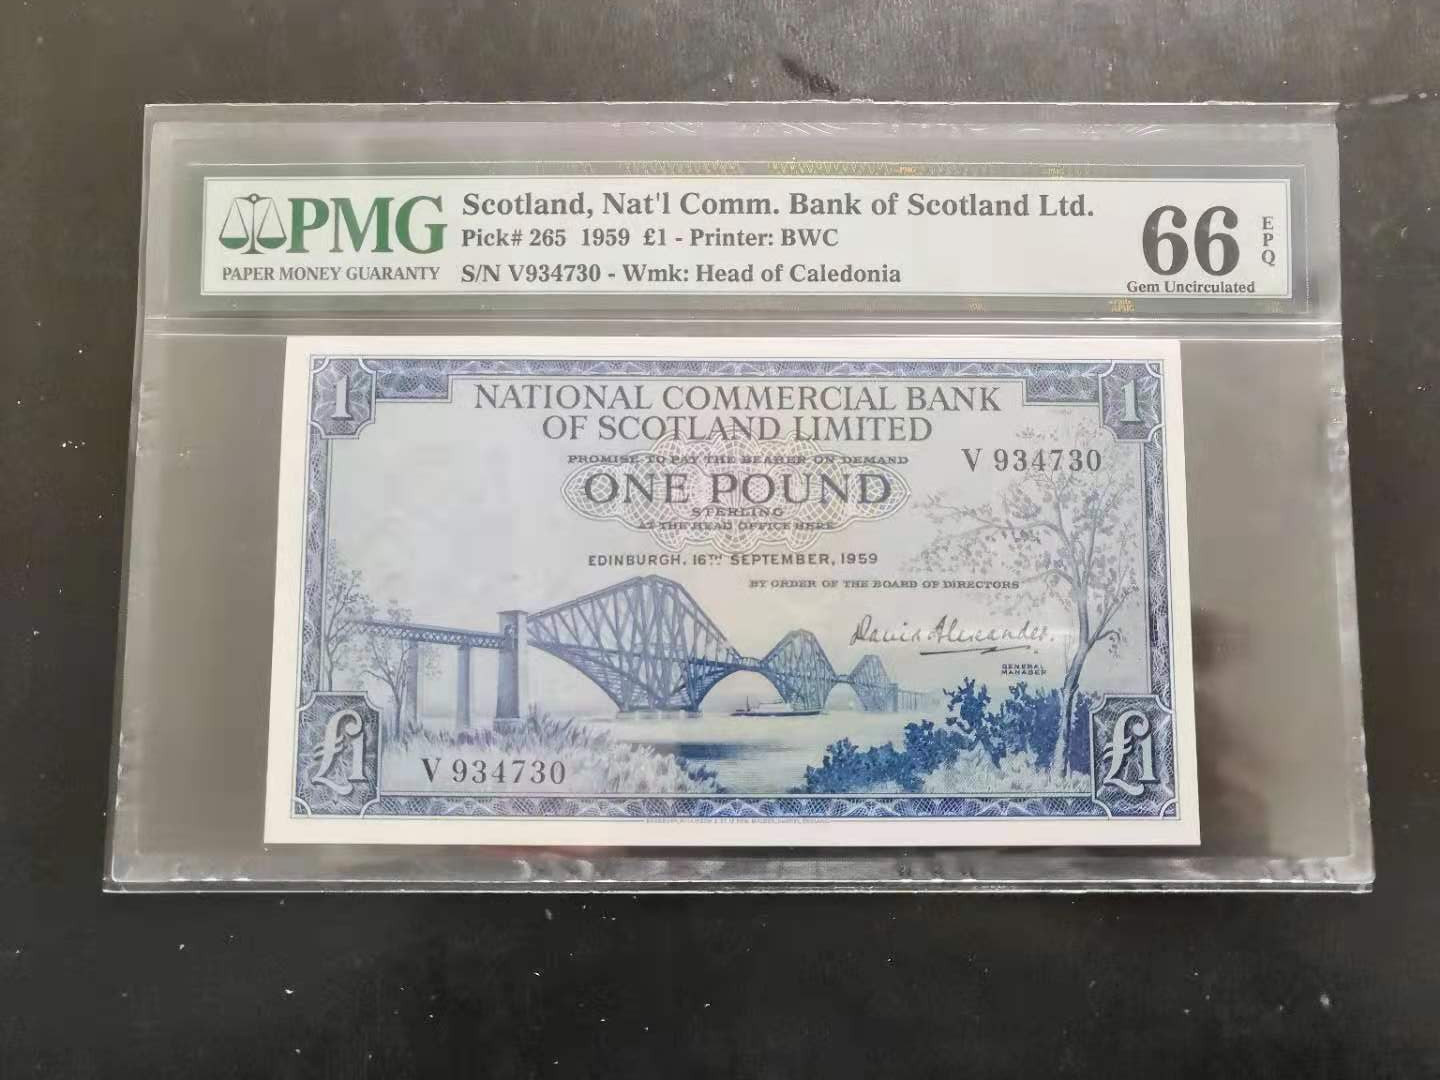 PMG
PAPER MONEY GUARANTY
Scotland, Nat'l Comm. Bank of Scotland Ltd.
Pick# 265 1959 £1 - Printer: BWC
S/N V934730 - Wmk: Head of Caledonia
66
EPQ
Gem Uncirculated
1
1
NATIONAL COMMERCIAL BANK
OF SCOTLAND LIMITED
PROMISE TO PAY THE BEARER ON DEMAND
V 934730
ONE POUND
STERLING
AT THE HEAD OFFICE HERE
EDINBURGH, 16TH SEPTEMBER, 1959
BY ORDER OF THE BOARD OF DIRECTORS
David Alexander.
GENERAL
MANAGER
£1
£1
V 934730